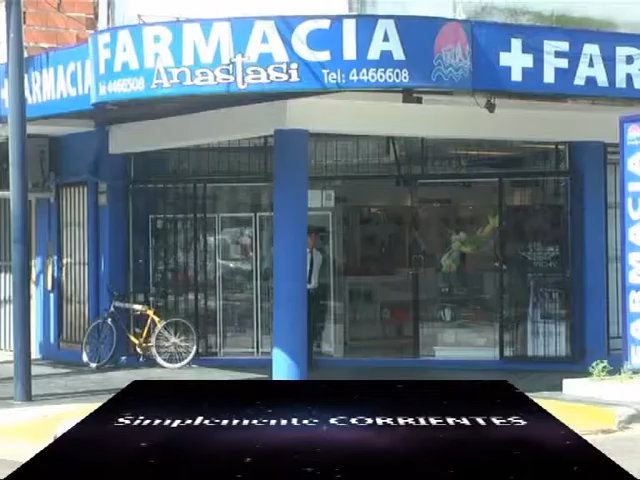 FARMACIA
Anastasi
Tel: 4466608
+ FAR
ARMACIA
4466508
FARMACIA
Simplemente CORRIENTES